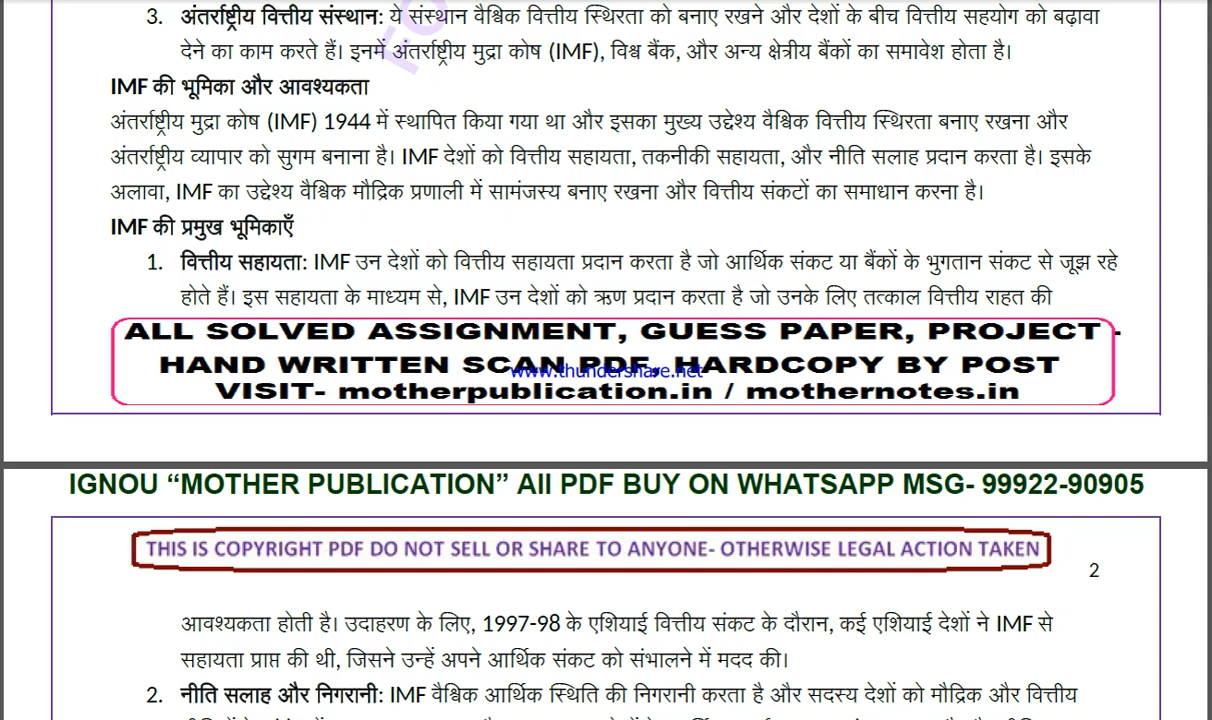 3. अंतर्राष्ट्रीय वित्तीय संस्थान: ये संस्थान वैश्विक वित्तीय स्थिरता को बनाए रखने और देशों के बीच वित्तीय सहयोग को बढ़ावा
देने का काम करते हैं। इनमें अंतर्राष्ट्रीय मुद्रा कोष (IMF), विश्व बैंक, और अन्य क्षेत्रीय बैंकों का समावेश होता है।
IMF की भूमिका और आवश्यकता
अंतर्राष्ट्रीय मुद्रा कोष (IMF) 1944 में स्थापित किया गया था और इसका मुख्य उद्देश्य वैश्विक वित्तीय स्थिरता बनाए रखना और
अंतर्राष्ट्रीय व्यापार को सुगम बनाना है। IMF देशों को वित्तीय सहायता, तकनीकी सहायता, और नीति सलाह प्रदान करता है। इसके
अलावा, IMF का उद्देश्य वैश्विक मौद्रिक प्रणाली में सामंजस्य बनाए रखना और वित्तीय संकटों का समाधान करना है।
IMF की प्रमुख भूमिकाएँ
1. वित्तीय सहायता: IMF उन देशों को वित्तीय सहायता प्रदान करता है जो आर्थिक संकट या बैंकों के भुगतान संकट से जूझ रहे
होते हैं। इस सहायता के माध्यम से, IMF उन देशों को ऋण प्रदान करता है जो उनके लिए तत्काल वित्तीय राहत की
ALL SOLVED ASSIGNMENT, GUESS PAPER, PROJECT -
HAND WRITTEN SCAN PDF, HARDCOPY BY POST
www.thundershare.net
VISIT- motherpublication.in / mothernotes.in
IGNOU “MOTHER PUBLICATION” All PDF BUY ON WHATSAPP MSG- 99922-90905
THIS IS COPYRIGHT PDF DO NOT SELL OR SHARE TO ANYONE- OTHERWISE LEGAL ACTION TAKEN
2
आवश्यकता होती है। उदाहरण के लिए, 1997-98 के एशियाई वित्तीय संकट के दौरान, कई एशियाई देशों ने IMF से
सहायता प्राप्त की थी, जिसने उन्हें अपने आर्थिक संकट को संभालने में मदद की।
2. नीति सलाह और निगरानी: IMF वैश्विक आर्थिक स्थिति की निगरानी करता है और सदस्य देशों को मौद्रिक और वित्तीय